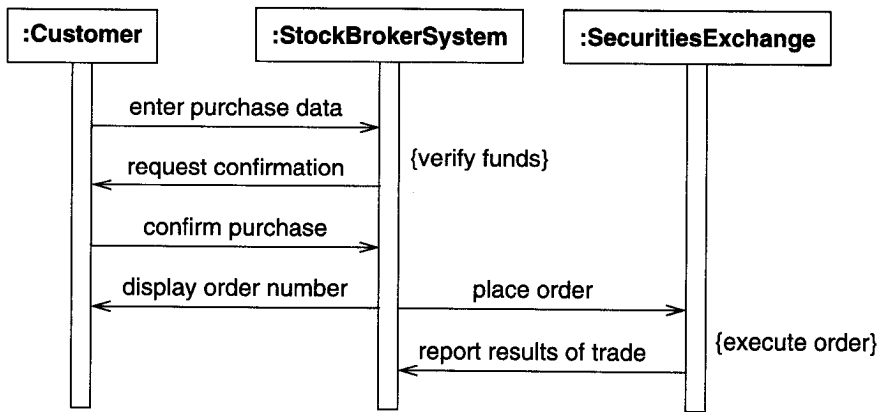 :Customer
:StockBrokerSystem
:SecuritiesExchange
enter purchase data
{verify funds}
request confirmation
confirm purchase
display order number
place order
{execute order}
report results of trade